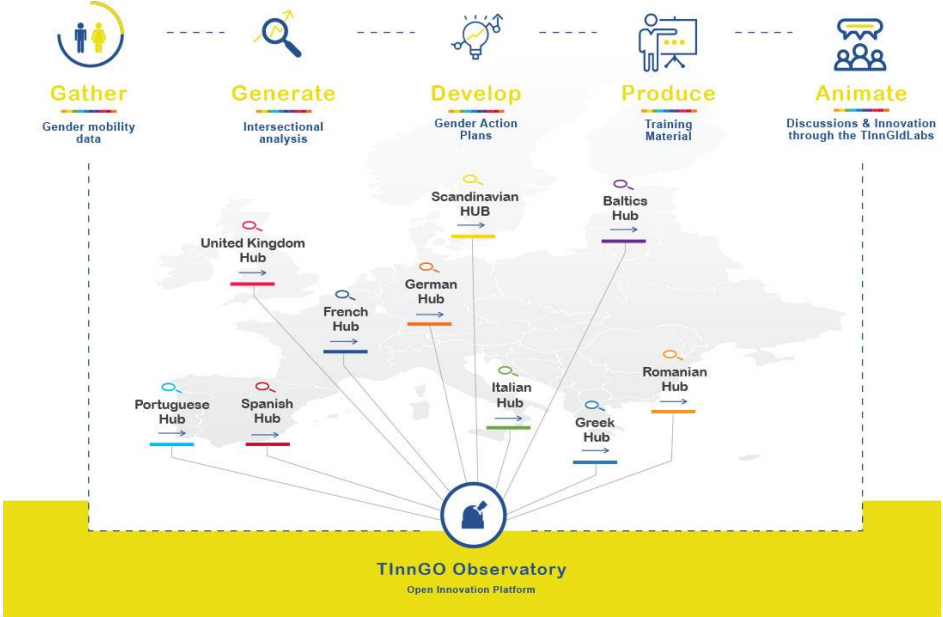 Gather
Gender mobility
data
Generate
Intersectional
analysis
Develop
Gender Action
Plans
Produce
Training
Material
Animate
Discussions & Innovation
through the TInnGIdLabs
Scandinavian
HUB
Baltics
Hub
United Kingdom
Hub
German
Hub
French
Hub
Romanian
Hub
Italian
Hub
Portuguese
Hub
Spanish
Hub
Greek
Hub
TInnGO Observatory
Open Innovation Platform